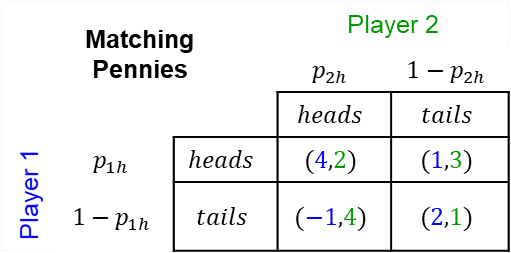 Matching
Pennies
Player 2
p₂ₕ 1 − p₂ₕ
heads tails
Player 1
p₁ₕ heads (4,2) (1,3)
1 − p₁ₕ tails (−1,4) (2,1)